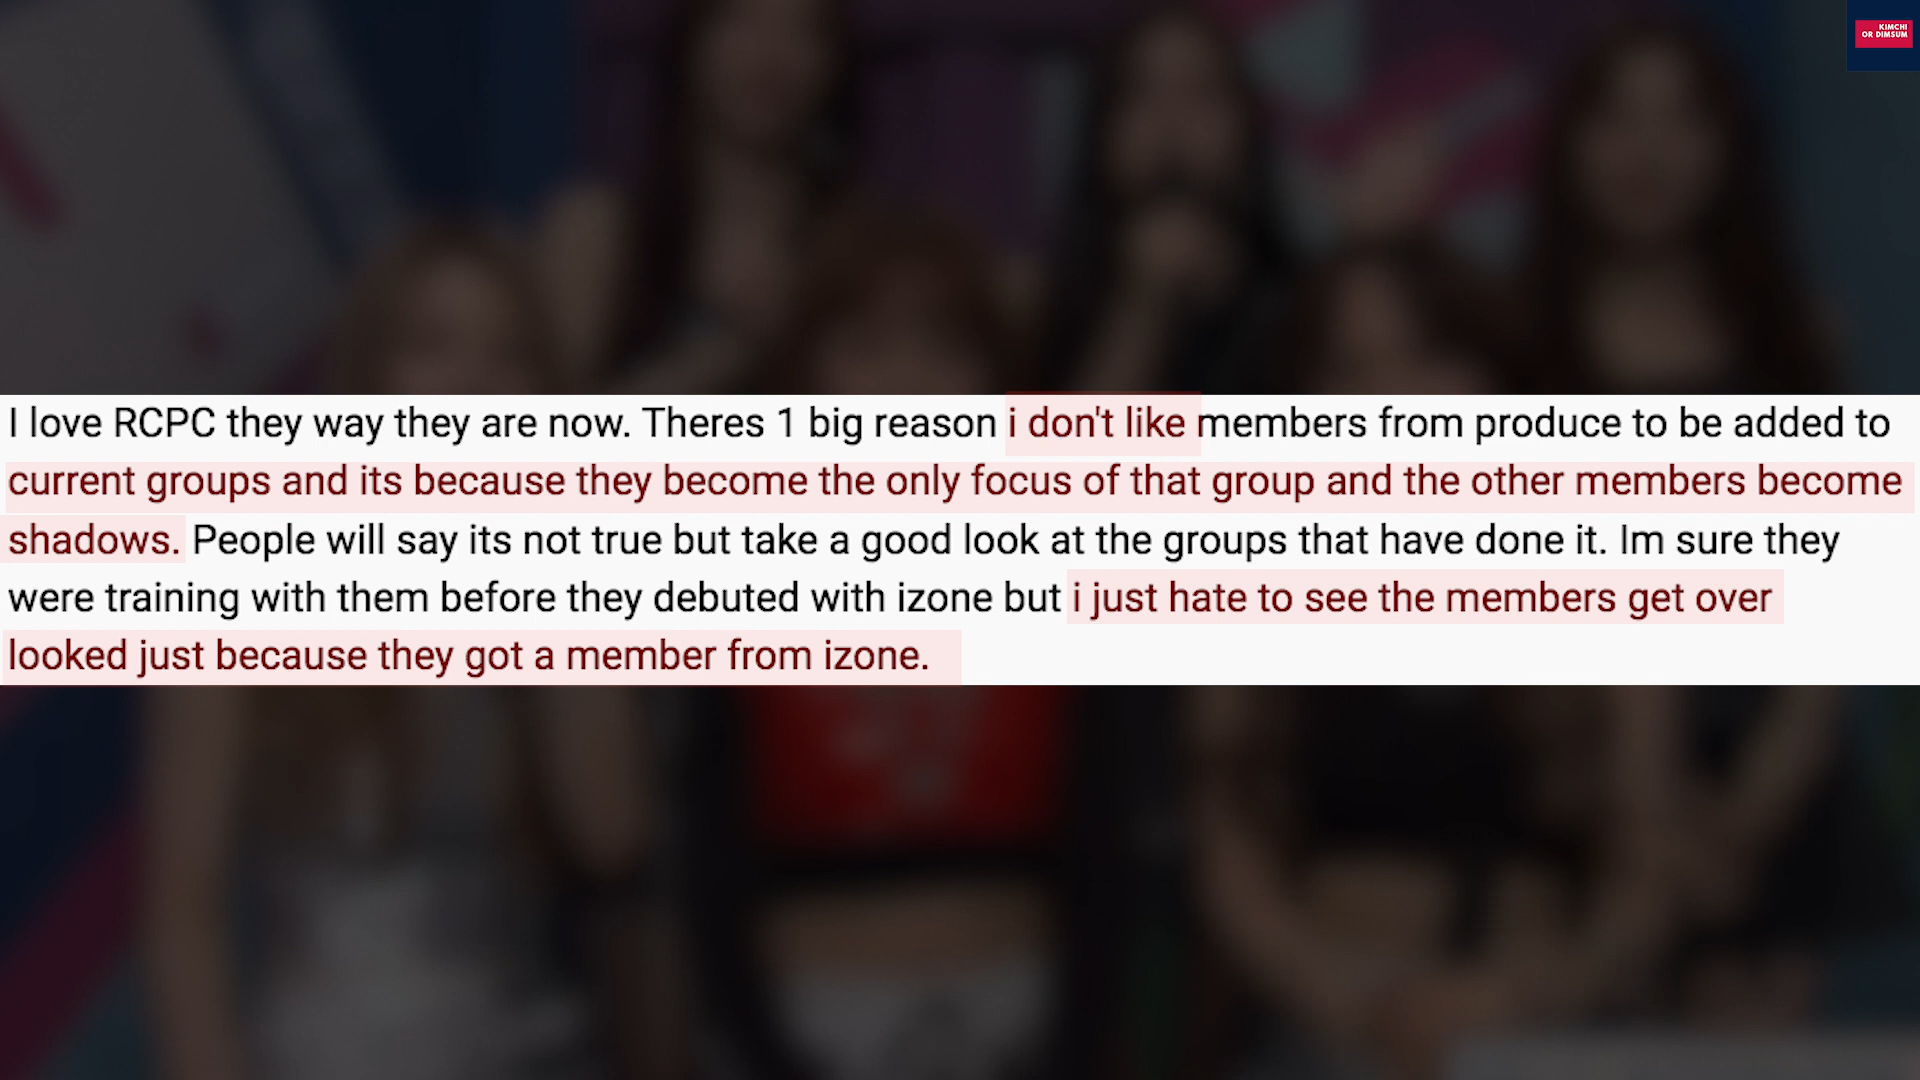 KIMCHI
OR DIMSUM
I love RCPC they way they are now. Theres 1 big reason i don't like members from produce to be added to
current groups and its because they become the only focus of that group and the other members become
shadows. People will say its not true but take a good look at the groups that have done it. Im sure they
were training with them before they debuted with izone but i just hate to see the members get over
looked just because they got a member from izone.